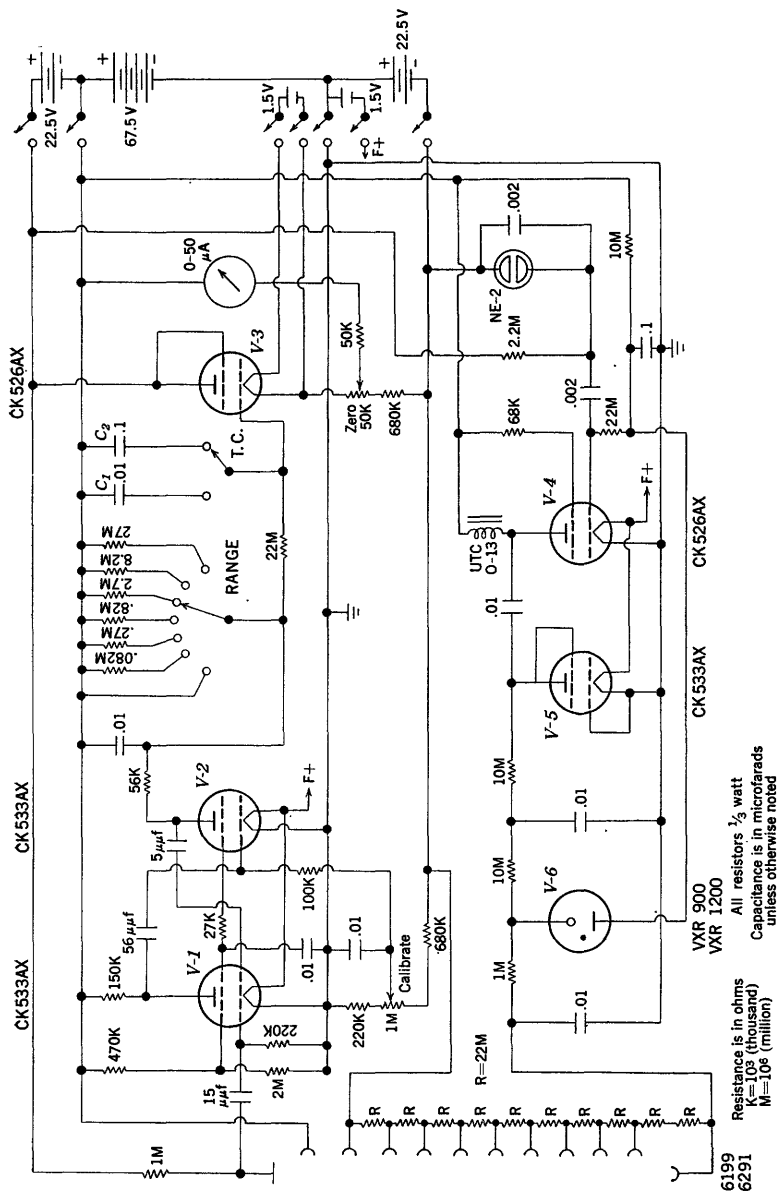 CK533AX
CK533AX
CK526AX
22.5V
+
-
67.5V
+
-
1.5V
1.5V
F+
22.5V
+
-
1M
470K
150K
56 μμf
5 μμf
56K
.01
.082M
.27M
.82M
2.7M
8.2M
27M
RANGE
C1
.01
C2
.1
T.C.
22M
0-50
μA
V-1
V-2
V-3
27K
100K
F+
15
μμf
220K
2M
.01
.01
220K
1M
Calibrate
680K
50K
Zero
50K
680K
R=22M
R
R
R
R
R
R
R
R
R
R
6199
6291
.01
1M
V-6
10M
.01
10M
V-5
.01
UTC
O-13
V-4
68K
F+
2.2M
NE-2
.002
.002
22M
10M
.1
VXR 900
VXR 1200
CK533AX
CK526AX
Resistance is in ohms
K=10³ (thousand)
M=10⁶ (million)
All resistors ⅓ watt
Capacitance is in microfarads
unless otherwise noted